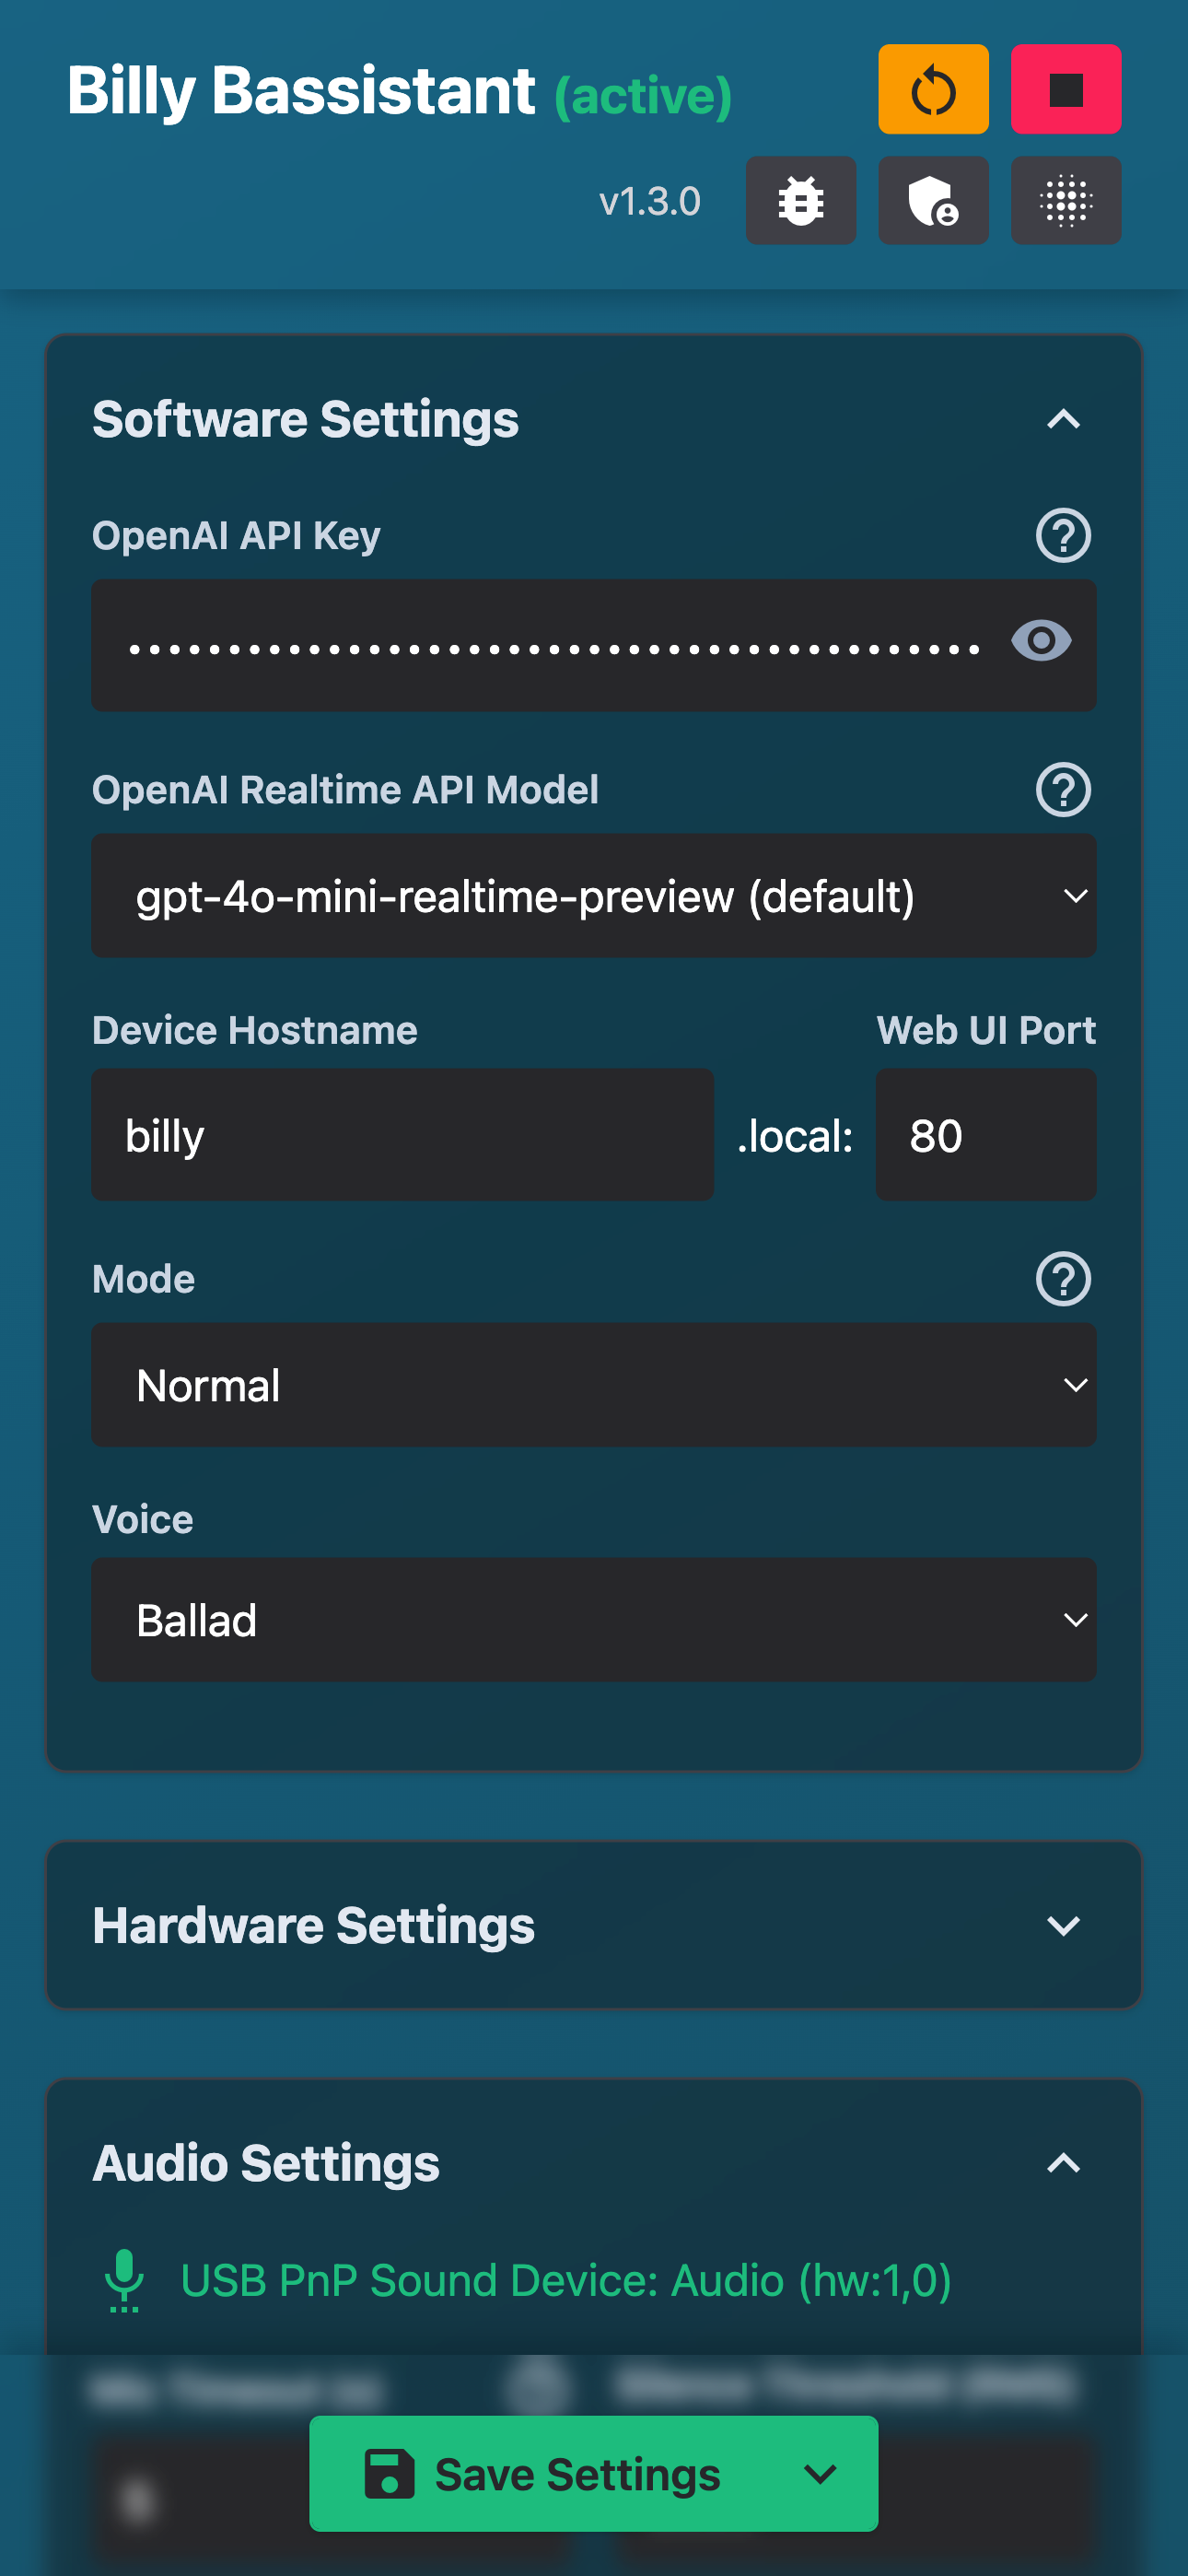 Billy Bassistant (active)
v1.3.0
Software Settings
OpenAI API Key
OpenAI Realtime API Model
gpt-4o-mini-realtime-preview (default)
Device Hostname
Web UI Port
billy
.local:
80
Mode
Normal
Voice
Ballad
Hardware Settings
Audio Settings
USB PnP Sound Device: Audio (hw:1,0)
Save Settings